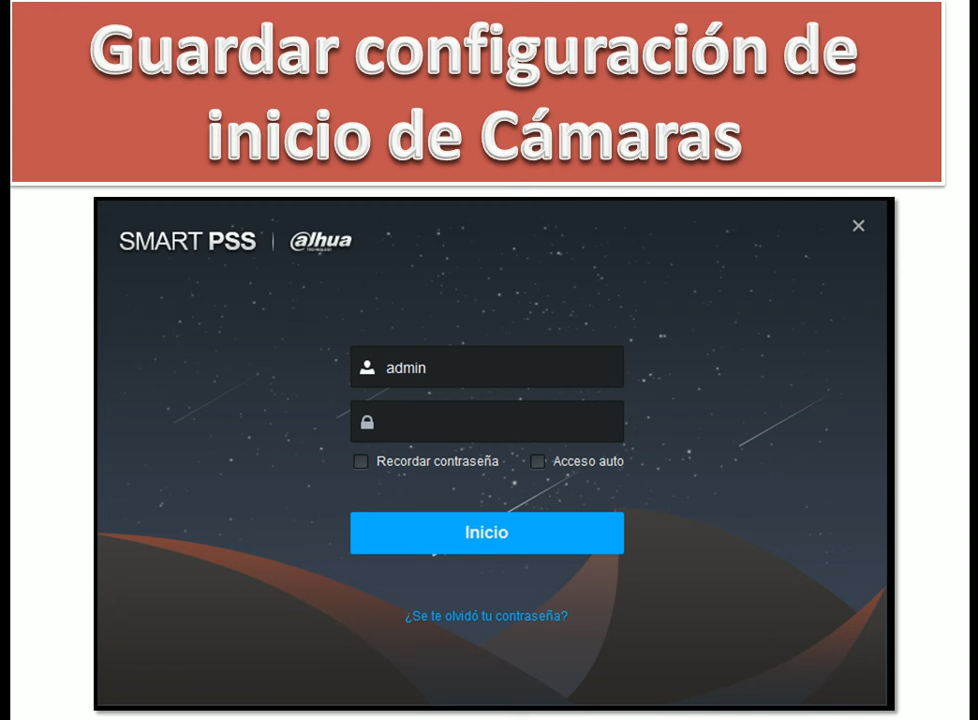 Guardar configuración de
inicio de Cámaras
SMART PSS | alhua
TECHNOLOGY
admin
Recordar contraseña
Acceso auto
Inicio
¿Se te olvidó tu contraseña?